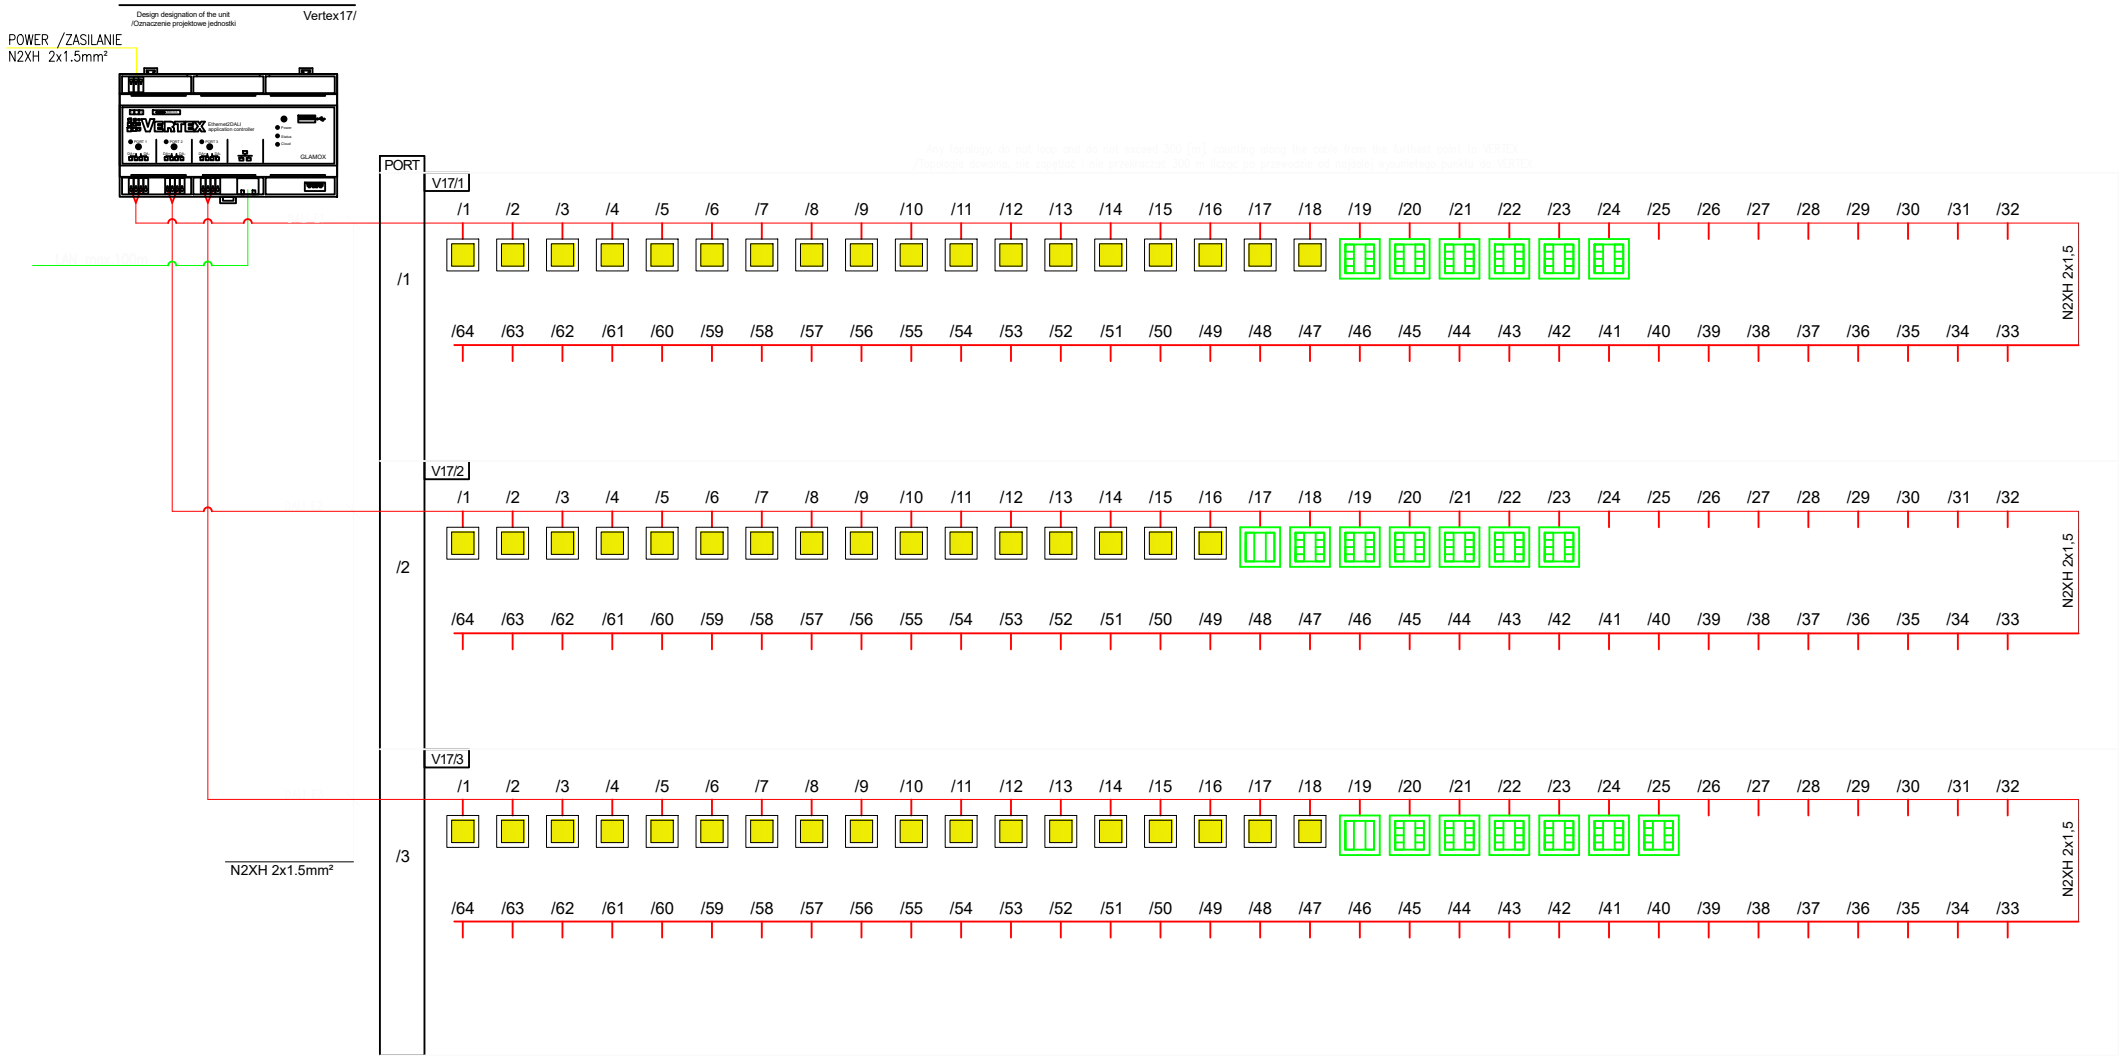 Design designation of the unit
/Oznaczenie projektowe jednostki
Vertex17/
POWER /ZASILANIE
N2XH 2x1.5mm²
VERTEX
Ethernet2DALI
application controller
Power
Status
Cloud
PORT 1
PORT 2
PORT 3
GLAMOX
LAN max.100m
PORT
V17/1
/1 /2 /3 /4 /5 /6 /7 /8 /9 /10 /11 /12 /13 /14 /15 /16 /17 /18 /19 /20 /21 /22 /23 /24 /25 /26 /27 /28 /29 /30 /31 /32
/1
N2XH 2x1,5
/64 /63 /62 /61 /60 /59 /58 /57 /56 /55 /54 /53 /52 /51 /50 /49 /48 /47 /46 /45 /44 /43 /42 /41 /40 /39 /38 /37 /36 /35 /34 /33
V17/2
/1 /2 /3 /4 /5 /6 /7 /8 /9 /10 /11 /12 /13 /14 /15 /16 /17 /18 /19 /20 /21 /22 /23 /24 /25 /26 /27 /28 /29 /30 /31 /32
/2
N2XH 2x1,5
/64 /63 /62 /61 /60 /59 /58 /57 /56 /55 /54 /53 /52 /51 /50 /49 /48 /47 /46 /45 /44 /43 /42 /41 /40 /39 /38 /37 /36 /35 /34 /33
V17/3
/1 /2 /3 /4 /5 /6 /7 /8 /9 /10 /11 /12 /13 /14 /15 /16 /17 /18 /19 /20 /21 /22 /23 /24 /25 /26 /27 /28 /29 /30 /31 /32
/3
N2XH 2x1,5
N2XH 2x1.5mm²
/64 /63 /62 /61 /60 /59 /58 /57 /56 /55 /54 /53 /52 /51 /50 /49 /48 /47 /46 /45 /44 /43 /42 /41 /40 /39 /38 /37 /36 /35 /34 /33